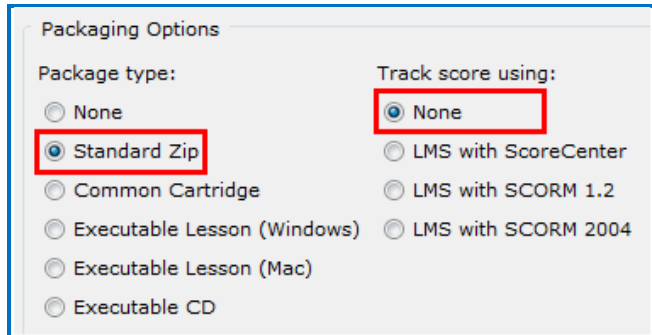 Packaging Options
Package type:
None
Standard Zip
Common Cartridge
Executable Lesson (Windows)
Executable Lesson (Mac)
Executable CD
Track score using:
None
LMS with ScoreCenter
LMS with SCORM 1.2
LMS with SCORM 2004